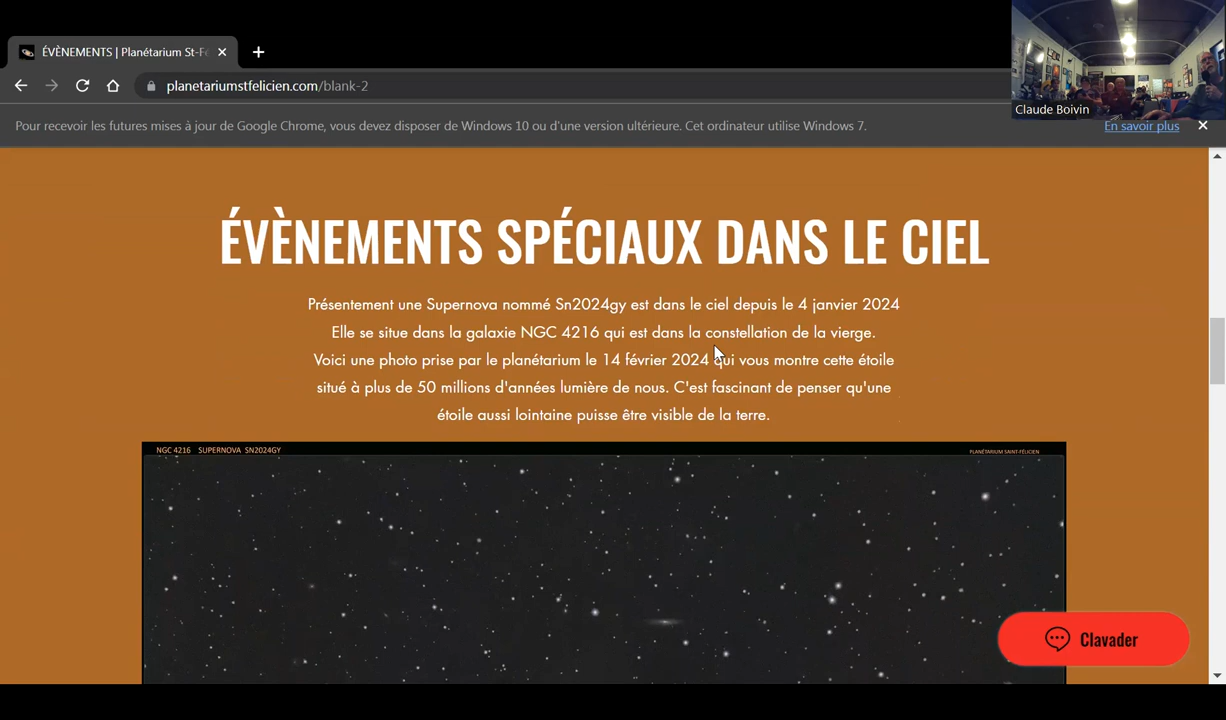 ÉVÈNEMENTS | Planétarium St-Fé
Claude Boivin
planetariumstfelicien.com/blank-2
Pour recevoir les futures mises à jour de Google Chrome, vous devez disposer de Windows 10 ou d'une version ultérieure. Cet ordinateur utilise Windows 7.
En savoir plus
ÉVÈNEMENTS SPÉCIAUX DANS LE CIEL
Présentement une Supernova nommé Sn2024gy est dans le ciel depuis le 4 janvier 2024
Elle se situe dans la galaxie NGC 4216 qui est dans la constellation de la vierge.
Voici une photo prise par le planétarium le 14 février 2024 qui vous montre cette étoile
situé à plus de 50 millions d'années lumière de nous. C'est fascinant de penser qu'une
étoile aussi lointaine puisse être visible de la terre.
NGC 4216 SUPERNOVA SN2024GY
PLANÉTARIUM SAINT-FÉLICIEN
Clavader